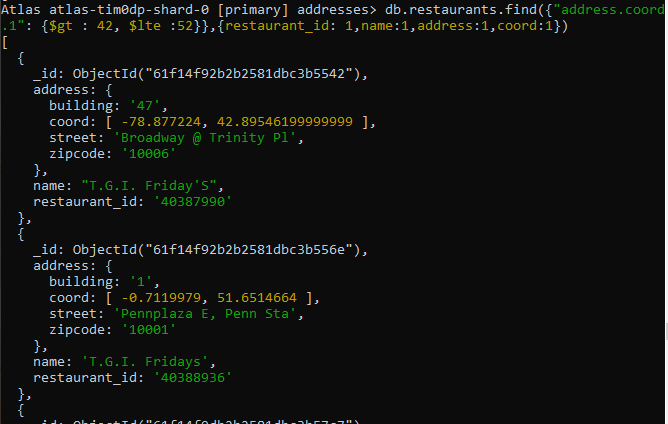 Atlas atlas-tim0dp-shard-0 [primary] addresses> db.restaurants.find({"address.coord
.1": {$gt : 42, $lte :52}},{restaurant_id: 1,name:1,address:1,coord:1})
[
  {
    _id: ObjectId("61f14f92b2b2581dbc3b5542"),
    address: {
      building: '47',
      coord: [ -78.877224, 42.89546199999999 ],
      street: 'Broadway @ Trinity Pl',
      zipcode: '10006'
    },
    name: "T.G.I. Friday'S",
    restaurant_id: '40387990'
  },
  {
    _id: ObjectId("61f14f92b2b2581dbc3b556e"),
    address: {
      building: '1',
      coord: [ -0.7119979, 51.6514664 ],
      street: 'Pennplaza E, Penn Sta',
      zipcode: '10001'
    },
    name: 'T.G.I. Fridays',
    restaurant_id: '40388936'
  },
  {